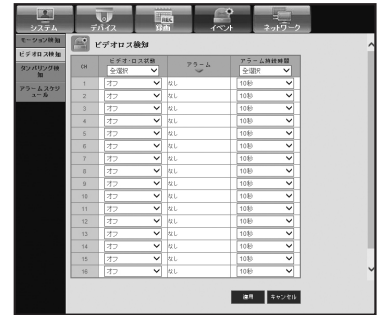 システム デバイス 録画 イベント ネットワーク
REC
モーション検知
ビデオロス検知
タンパリング検知
アラームスケジュール
ビデオロス検知
CH ビデオ・ロス状態 アラーム アラーム持続時間
全選択 全選択
1 オフ なし 10秒
2 オフ なし 10秒
3 オフ なし 10秒
4 オフ なし 10秒
5 オフ なし 10秒
6 オフ なし 10秒
7 オフ なし 10秒
8 オフ なし 10秒
9 オフ なし 10秒
10 オフ なし 10秒
11 オフ なし 10秒
12 オフ なし 10秒
13 オフ なし 10秒
14 オフ なし 10秒
15 オフ なし 10秒
16 オフ なし 10秒
適用 キャンセル